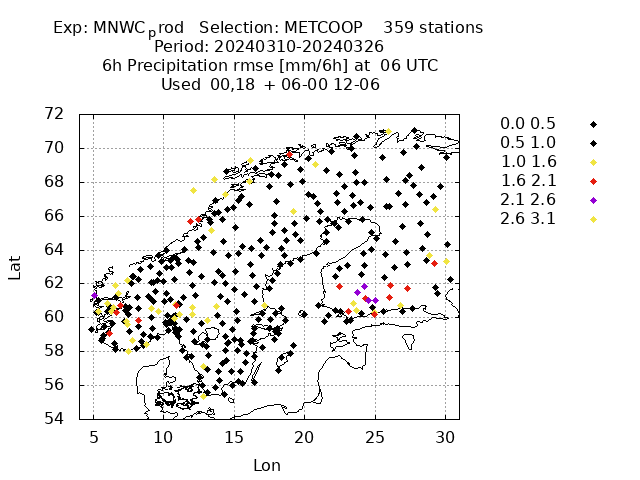 Exp: MNWC_prod   Selection: METCOOP    359 stations
Period: 20240310-20240326
6h Precipitation rmse [mm/6h] at  06 UTC
Used  00,18  + 06-00 12-06
72
70
68
66
64
62
60
58
56
54
Lat
5 10 15 20 25 30
Lon
0.0 0.5
0.5 1.0
1.0 1.6
1.6 2.1
2.1 2.6
2.6 3.1